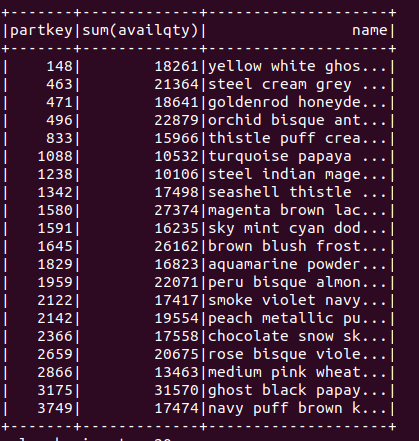 +-------+-------------+--------------------+
|partkey|sum(availqty)|                name|
+-------+-------------+--------------------+
|    148|        18261|yellow white ghos...|
|    463|        21364|steel cream grey ...|
|    471|        18641|goldenrod honeyde...|
|    496|        22879|orchid bisque ant...|
|    833|        15966|thistle puff crea...|
|   1088|        10532|turquoise papaya ...|
|   1238|        10106|steel indian mage...|
|   1342|        17498|seashell thistle ...|
|   1580|        27374|magenta brown lac...|
|   1591|        16235|sky mint cyan dod...|
|   1645|        26162|brown blush frost...|
|   1829|        16823|aquamarine powder...|
|   1959|        22071|peru bisque almon...|
|   2122|        17417|smoke violet navy...|
|   2142|        19554|peach metallic pu...|
|   2366|        17558|chocolate snow sk...|
|   2659|        20675|rose bisque viole...|
|   2866|        13463|medium pink wheat...|
|   3175|        31570|ghost black papay...|
|   3749|        17474|navy puff brown k...|
+-------+-------------+--------------------+